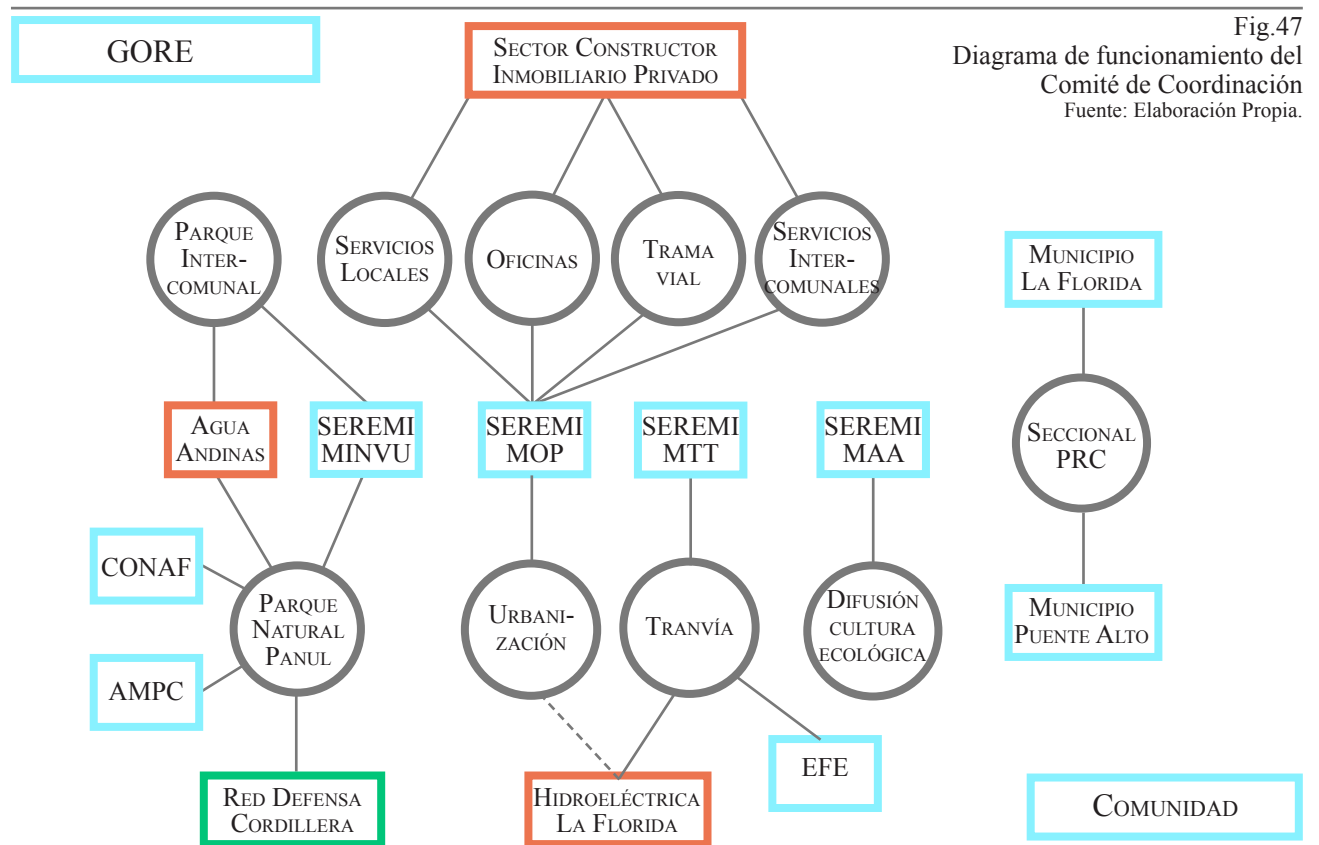 GORE
Sector Constructor
Inmobiliario Privado
Fig.47
Diagrama de funcionamiento del
Comité de Coordinación
Fuente: Elaboración Propia.
Parque
Inter-
comunal
Servicios
Locales
Oficinas
Trama
vial
Servicios
Inter-
comunales
Municipio
La Florida
Agua
Andinas
SEREMI
MINVU
SEREMI
MOP
SEREMI
MTT
SEREMI
MAA
Seccional
PRC
CONAF
AMPC
Parque
Natural
Panul
Urbani-
zación
Tranvía
Difusión
cultura
ecológica
Municipio
Puente Alto
Red Defensa
Cordillera
Hidroeléctrica
La Florida
EFE
Comunidad